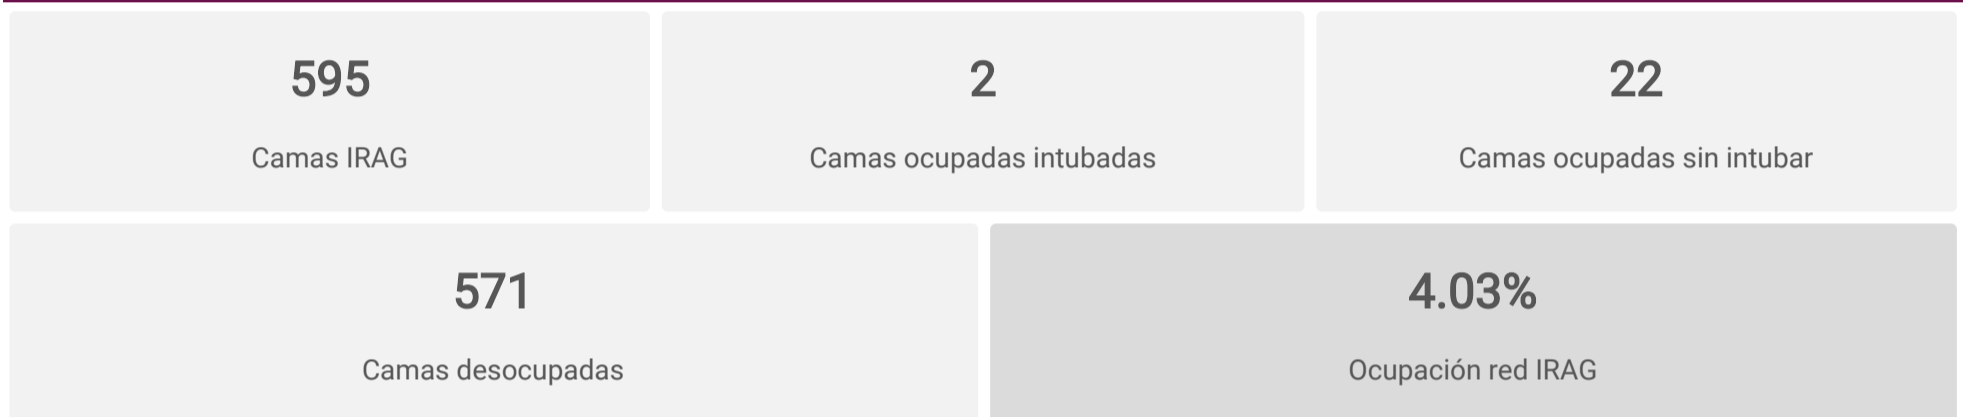 595
Camas IRAG
2
Camas ocupadas intubadas
22
Camas ocupadas sin intubar
571
Camas desocupadas
4.03%
Ocupación red IRAG